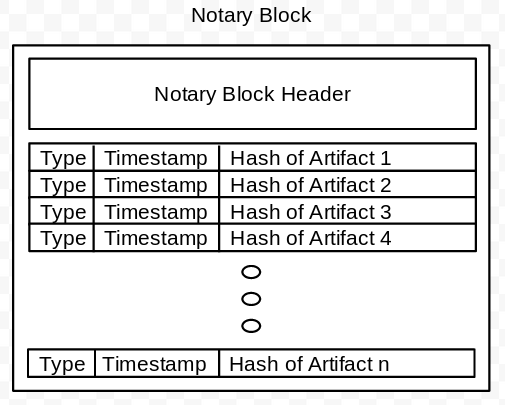 Notary Block
Notary Block Header
Type Timestamp Hash of Artifact 1
Type Timestamp Hash of Artifact 2
Type Timestamp Hash of Artifact 3
Type Timestamp Hash of Artifact 4
Type Timestamp Hash of Artifact n